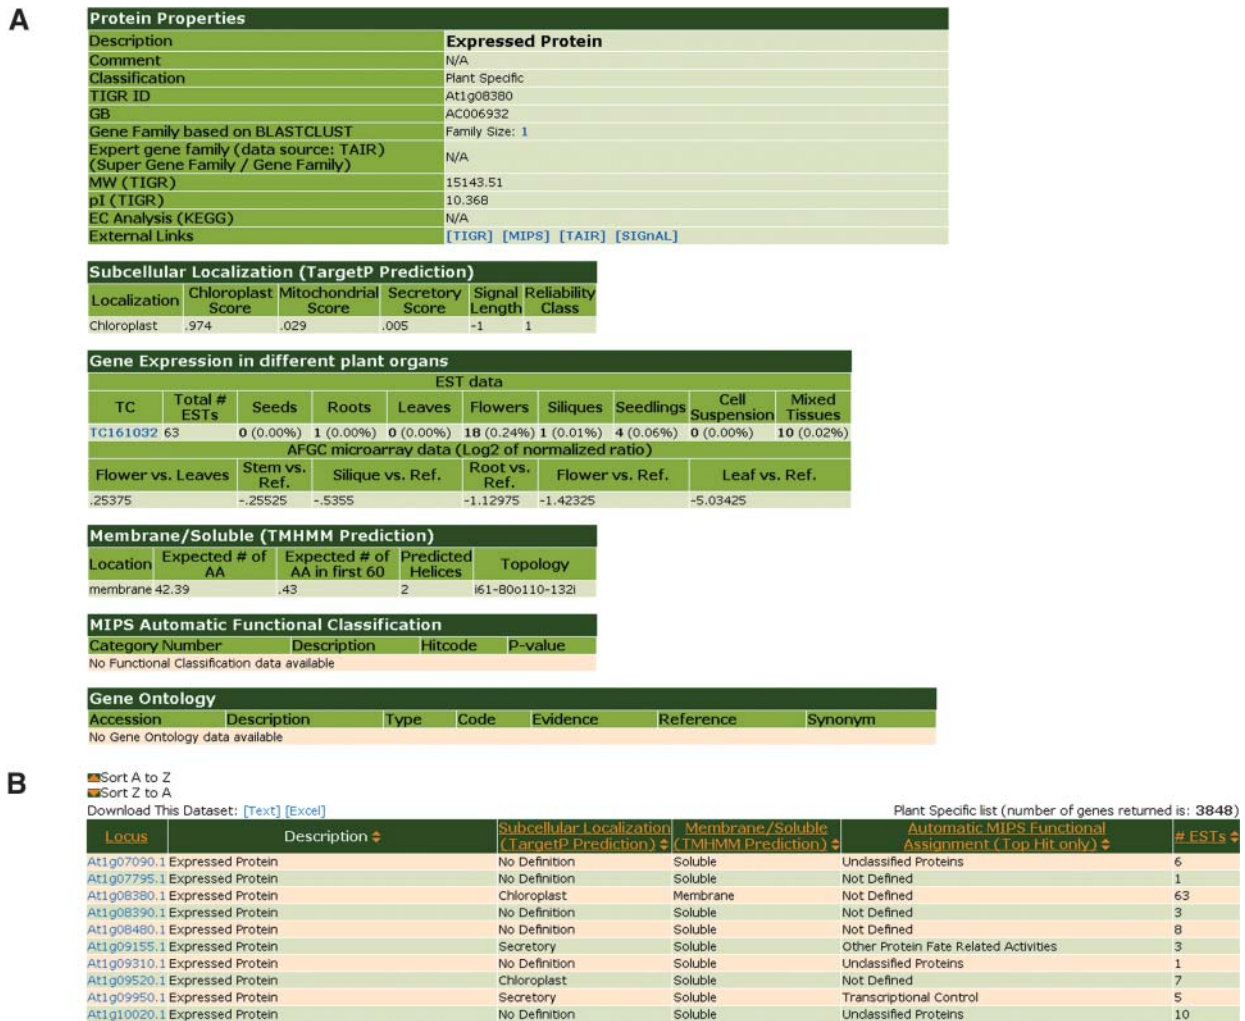 A
Protein Properties
Description Expressed Protein
Comment N/A
Classification Plant Specific
TIGR ID At1g08380
GB AC006932
Gene Family based on BLASTCLUST Family Size: 1
Expert gene family (data source: TAIR)
(Super Gene Family / Gene Family) N/A
MW (TIGR) 15143.51
pI (TIGR) 10.368
EC Analysis (KEGG) N/A
External Links [TIGR] [MIPS] [TAIR] [SIGnAL]
Subcellular Localization (TargetP Prediction)
Localization Chloroplast Score Mitochondrial Score Secretory Score Signal Length Reliability Class
Chloroplast .974 .029 .005 -1 1
Gene Expression in different plant organs
EST data
TC Total # ESTs Seeds Roots Leaves Flowers Siliques Seedlings Cell Suspension Mixed Tissues
TC161032 63 0 (0.00%) 1 (0.00%) 0 (0.00%) 18 (0.24%) 1 (0.01%) 4 (0.06%) 0 (0.00%) 10 (0.02%)
AFGC microarray data (Log2 of normalized ratio)
Flower vs. Leaves Stem vs. Ref. Silique vs. Ref. Root vs. Ref. Flower vs. Ref. Leaf vs. Ref.
.25375 -.25525 -.5355 -1.12975 -1.42325 -5.03425
Membrane/Soluble (TMHMM Prediction)
Location Expected # of AA Expected # of AA in first 60 Predicted Helices Topology
membrane 42.39 .43 2 i61-80o110-132i
MIPS Automatic Functional Classification
Category Number Description Hitcode P-value
No Functional Classification data available
Gene Ontology
Accession Description Type Code Evidence Reference Synonym
No Gene Ontology data available
B
Sort A to Z
Sort Z to A
Download This Dataset: [Text] [Excel] Plant Specific list (number of genes returned is: 3848)
Locus Description Subcellular Localization (TargetP Prediction) Membrane/Soluble (TMHMM Prediction) Automatic MIPS Functional Assignment (Top Hit only) # ESTs
At1g07090.1 Expressed Protein No Definition Soluble Unclassified Proteins 6
At1g07795.1 Expressed Protein No Definition Soluble Not Defined 1
At1g08380.1 Expressed Protein Chloroplast Membrane Not Defined 63
At1g08390.1 Expressed Protein No Definition Soluble Not Defined 3
At1g08480.1 Expressed Protein No Definition Soluble Not Defined 8
At1g09155.1 Expressed Protein Secretory Soluble Other Protein Fate Related Activities 3
At1g09310.1 Expressed Protein No Definition Soluble Unclassified Proteins 1
At1g09520.1 Expressed Protein Chloroplast Soluble Not Defined 7
At1g09950.1 Expressed Protein Secretory Soluble Transcriptional Control 5
At1g10020.1 Expressed Protein No Definition Soluble Unclassified Proteins 10